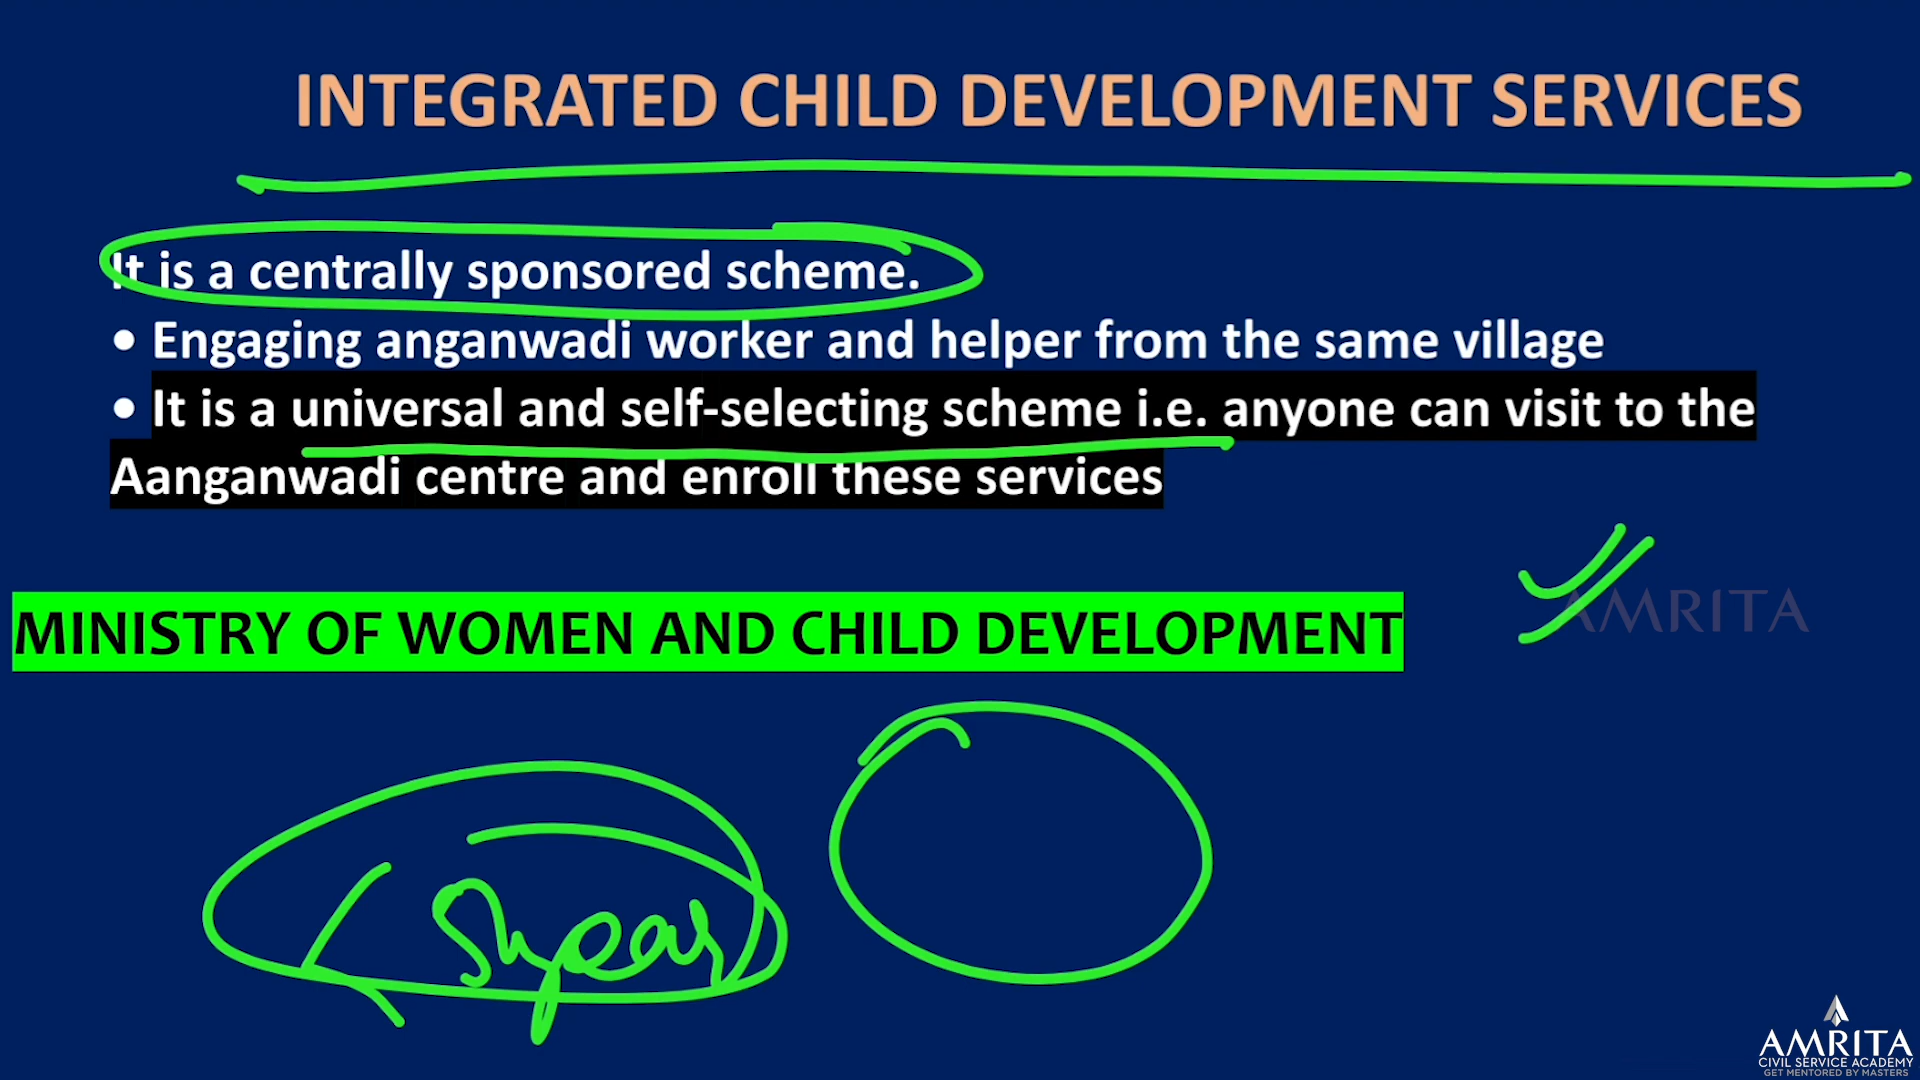 INTEGRATED CHILD DEVELOPMENT SERVICES
It is a centrally sponsored scheme.
• Engaging anganwadi worker and helper from the same village
• It is a universal and self-selecting scheme i.e. anyone can visit to the
Aanganwadi centre and enroll these services
AMRITA
MINISTRY OF WOMEN AND CHILD DEVELOPMENT
AMRITA
CIVIL SERVICE ACADEMY
GET MENTORED BY MASTERS